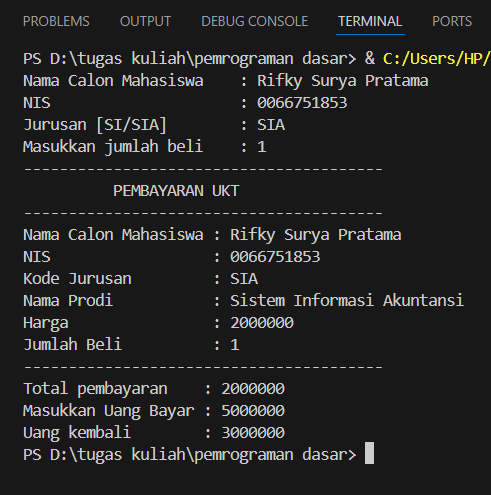 PROBLEMS OUTPUT DEBUG CONSOLE TERMINAL PORTS
PS D:\tugas kuliah\pemrograman dasar> & C:/Users/HP/
Nama Calon Mahasiswa    : Rifky Surya Pratama
NIS                     : 0066751853
Jurusan [SI/SIA]        : SIA
Masukkan jumlah beli    : 1
----------------------------------------
          PEMBAYARAN UKT
----------------------------------------
Nama Calon Mahasiswa : Rifky Surya Pratama
NIS                  : 0066751853
Kode Jurusan         : SIA
Nama Prodi           : Sistem Informasi Akuntansi
Harga                : 2000000
Jumlah Beli          : 1
----------------------------------------
Total pembayaran    : 2000000
Masukkan Uang Bayar : 5000000
Uang kembali        : 3000000
PS D:\tugas kuliah\pemrograman dasar>